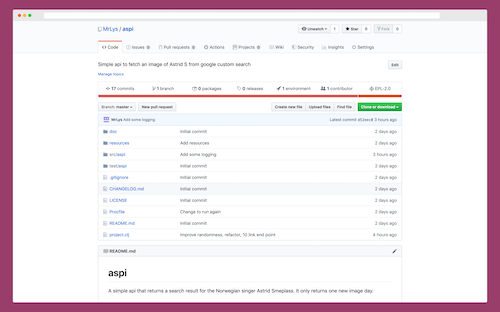 MrLys / aspi
Unwatch 1 Star 0 Fork 0
Code Issues 0 Pull requests 0 Actions Projects 0 Wiki Security Insights Settings
Simple api to fetch an image of Astrid S from google custom search
Edit
Manage topics
17 commits 1 branch 0 packages 0 releases 1 environment 1 contributor EPL-2.0
Branch: master New pull request Create new file Upload files Find file Clone or download
MrLys Add some logging Latest commit 3 hours ago
doc Initial commit 2 days ago
resources Add resources 2 days ago
src/aspi Add some logging 3 hours ago
test/aspi Initial commit 2 days ago
.gitignore Initial commit 2 days ago
CHANGELOG.md Initial commit 2 days ago
LICENSE Initial commit 2 days ago
Procfile Change to run again 2 days ago
README.md Initial commit 2 days ago
project.clj improve randomness, refactor, 10 link and point 4 hours ago
README.md
aspi
A simple api that returns a search result for the Norwegian singer Astrid Smeplass. It only returns one new image day.